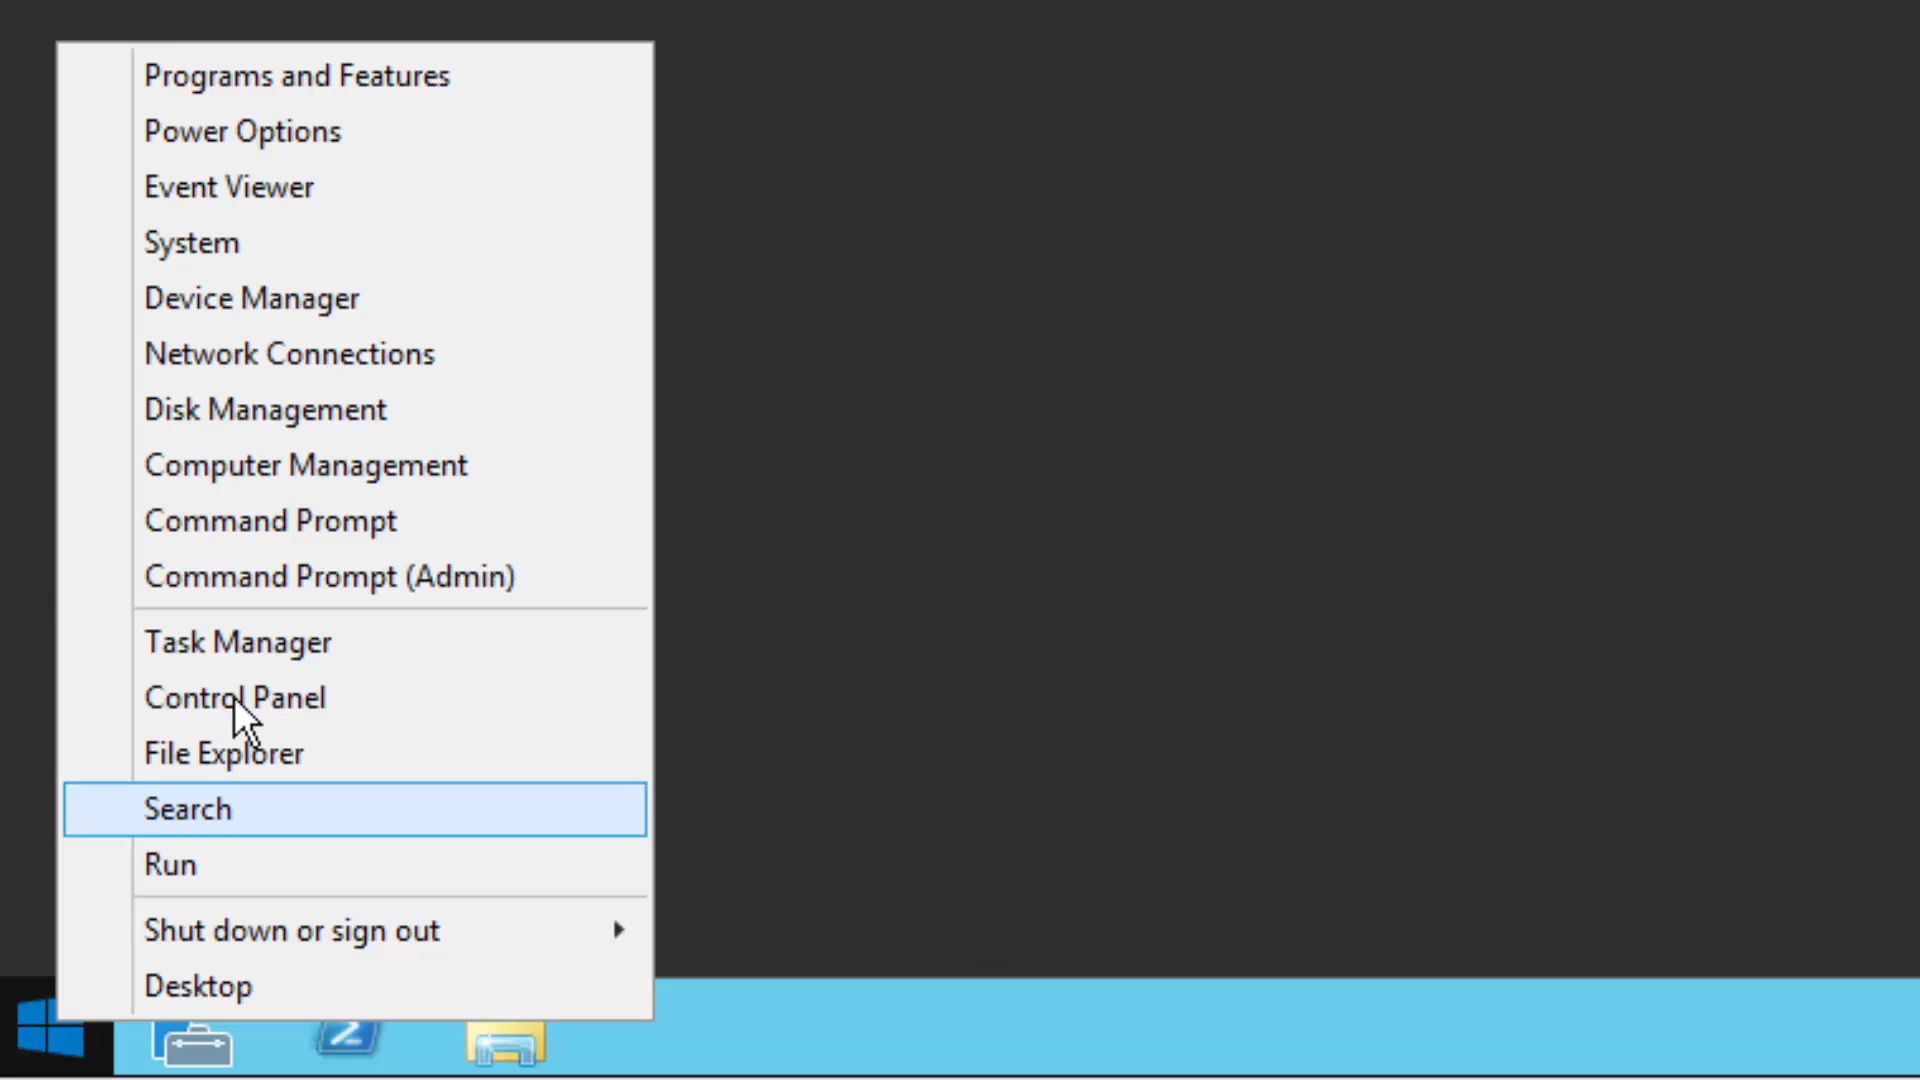 Programs and Features
Power Options
Event Viewer
System
Device Manager
Network Connections
Disk Management
Computer Management
Command Prompt
Command Prompt (Admin)
Task Manager
Control Panel
File Explorer
Search
Run
Shut down or sign out
Desktop